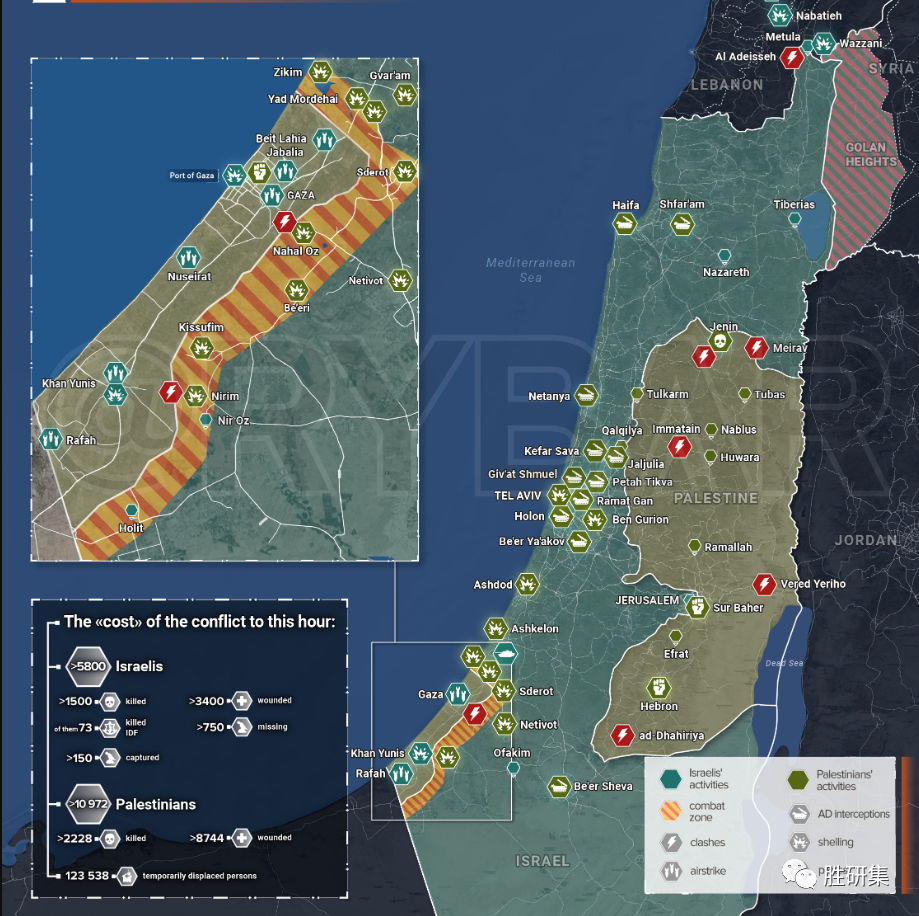 Nabatieh
Metula
Wazzani
Al Adeisseh
LEBANON
SYRIA
GOLAN
HEIGHTS
Zikim
Gvar'am
Yad Mordehai
Beit Lahia
Jabalia
Port of Gaza
Sderot
GAZA
Nahal Oz
Nuseirat
Netivot
Be'eri
Kissufim
Khan Yunis
Nirim
Nir Oz
Rafah
Holit
Mediterranean
Sea
Haifa
Shfar'am
Tiberias
Nazareth
@RYBAR
Jenin
Meirav
Netanya
Tulkarm
Tubas
Qalqilya
Immatain
Nablus
Kefar Sava
Jaljulia
Huwara
Giv'at Shmuel
Petah Tikva
TEL AVIV
Ramat Gan
PALESTINE
Holon
Ben Gurion
Be'er Ya'akov
Ramallah
JORDAN
Ashdod
Vered Yeriho
JERUSALEM
Sur Baher
Ashkelon
Efrat
Dead Sea
Gaza
Sderot
Hebron
Netivot
ad-Dhahiriya
Khan Yunis
Ofakim
Rafah
Be'er Sheva
ISRAEL
The «cost» of the conflict to this hour:
>5800 Israelis
>1500 killed
>3400 wounded
of them 73 killed
IDF
>750 missing
>150 captured
>10 972 Palestinians
>2228 killed
>8744 wounded
123 538 temporarily displaced persons
Israelis'
activities
Palestinians'
activities
combat
zone
AD interceptions
clashes
shelling
airstrike
胜研集